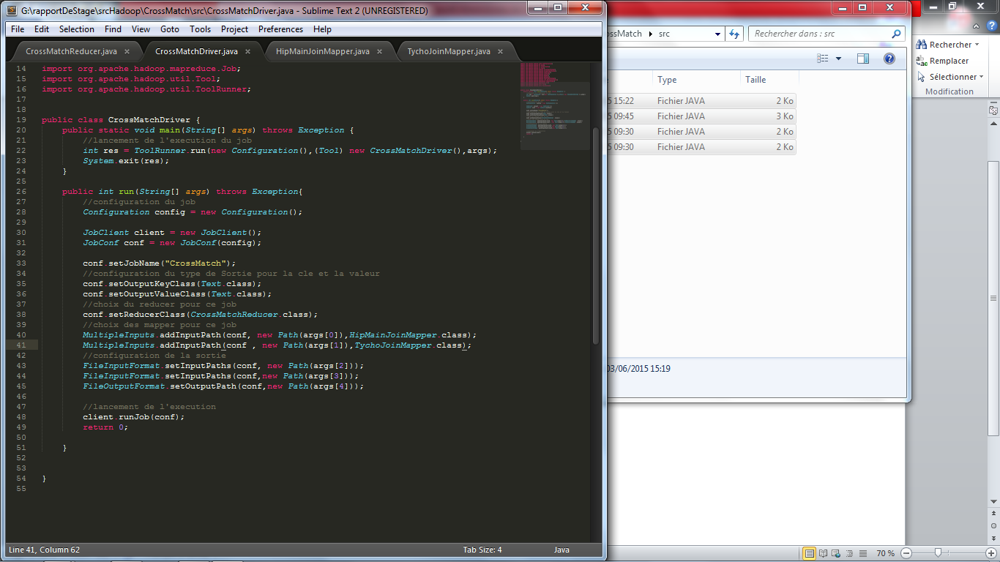 G:\rapportDeStage\srcHadoop\CrossMatch\src\CrossMatchDriver.java - Sublime Text 2 (UNREGISTERED)
File Edit Selection Find View Goto Tools Project Preferences Help
CrossMatchReducer.java × CrossMatchDriver.java × HipMainJoinMapper.java × TychoJoinMapper.java ×
14 import org.apache.hadoop.mapreduce.Job;
15 import org.apache.hadoop.util.Tool;
16 import org.apache.hadoop.util.ToolRunner;
17
18
19 public class CrossMatchDriver {
20 public static void main(String[] args) throws Exception {
21 //lancement de l'execution du job
22 int res = ToolRunner.run(new Configuration(),(Tool) new CrossMatchDriver(),args);
23 System.exit(res);
24 }
25
26 public int run(String[] args) throws Exception{
27 //configuration du job
28 Configuration config = new Configuration();
29
30 JobClient client = new JobClient();
31 JobConf conf = new JobConf(config);
32
33 conf.setJobName("CrossMatch");
34 //configuration du type de Sortie pour la cle et la valeur
35 conf.setOutputKeyClass(Text.class);
36 conf.setOutputValueClass(Text.class);
37 //choix du reducer pour ce job
38 conf.setReducerClass(CrossMatchReducer.class);
39 //choix des mapper pour ce job
40 MultipleInputs.addInputPath(conf, new Path(args[0]),HipMainJoinMapper.class);
41 MultipleInputs.addInputPath(conf , new Path(args[1]),TychoJoinMapper.class);
42 //configuration de la sortie
43 FileInputFormat.setInputPaths(conf, new Path(args[2]));
44 FileInputFormat.setInputPaths(conf,new Path(args[3]));
45 FileOutputFormat.setOutputPath(conf,new Path(args[4]));
46
47 //lancement de l'execution
48 client.runJob(conf);
49 return 0;
50
51 }
52
53
54 }
55
Line 41, Column 62 Tab Size: 4 Java
ossMatch ▸ src Rechercher dans : src
Type Taille
5 15:22 Fichier JAVA 2 Ko
5 09:45 Fichier JAVA 3 Ko
5 09:30 Fichier JAVA 2 Ko
5 09:30 Fichier JAVA 2 Ko
03/06/2015 15:19
Rechercher
Remplacer
Sélectionner
Modification
70 %